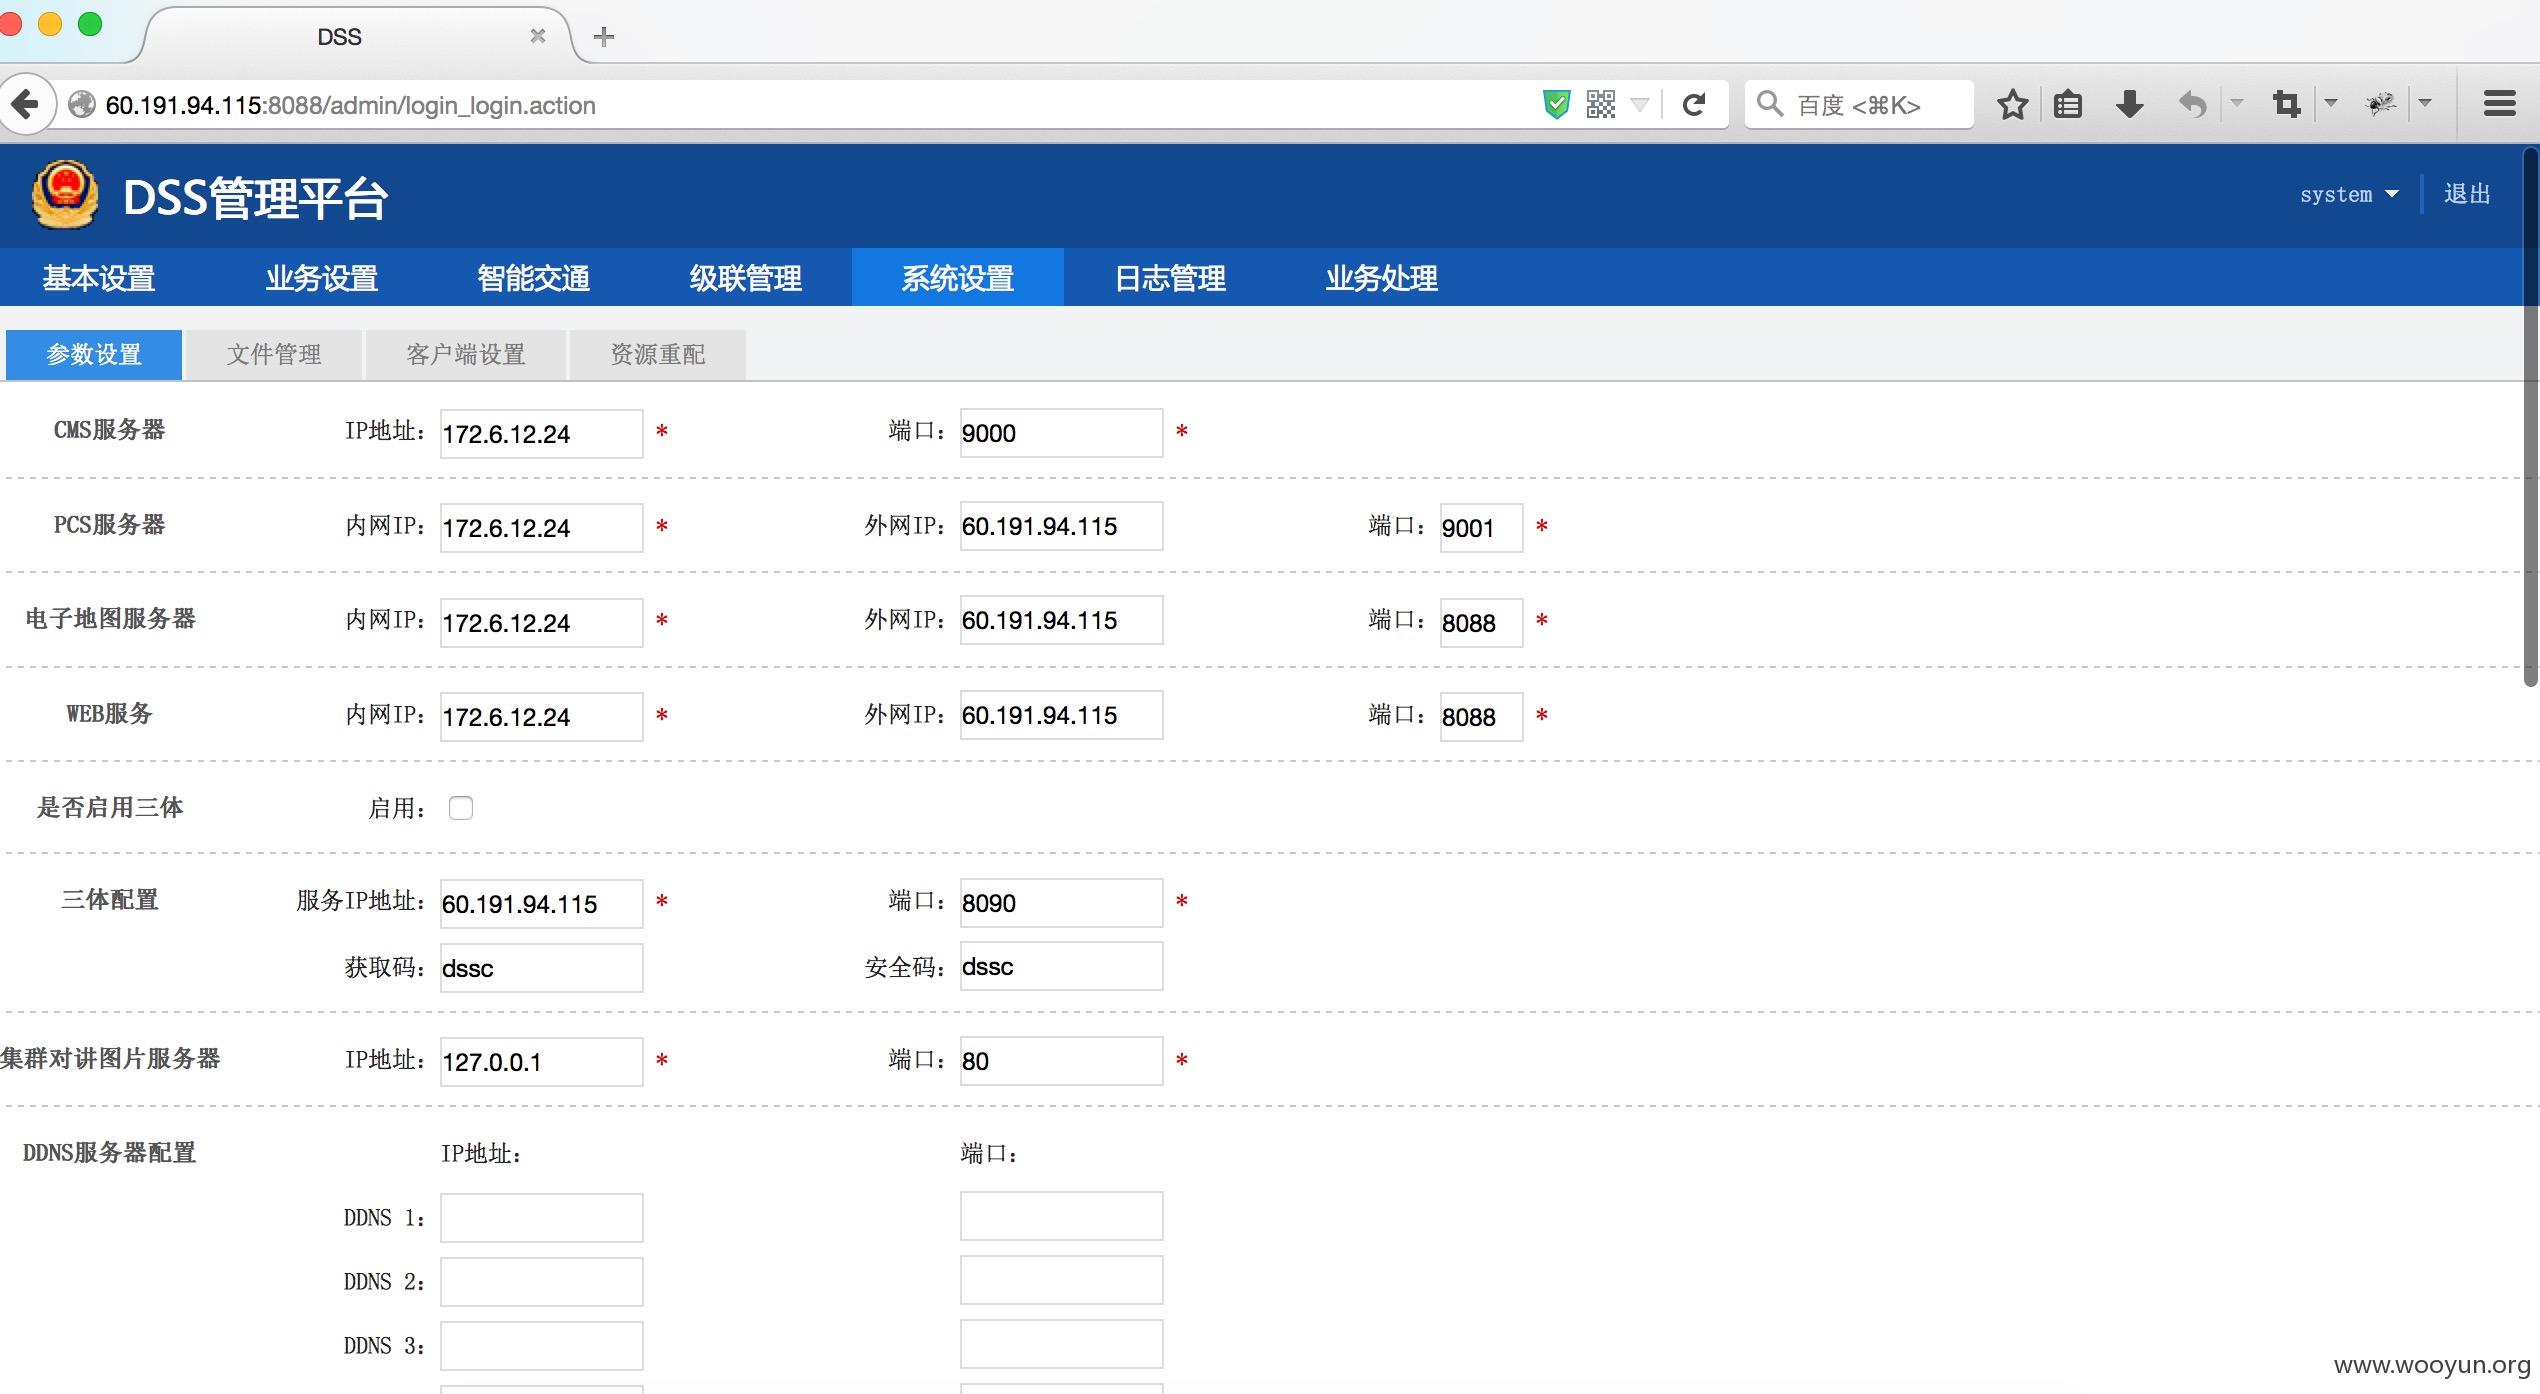 DSS
60.191.94.115:8088/admin/login_login.action
百度 <⌘K>
DSS管理平台
system 退出
基本设置 业务设置 智能交通 级联管理 系统设置 日志管理 业务处理
参数设置 文件管理 客户端设置 资源重配
CMS服务器 IP地址: 172.6.12.24 * 端口: 9000 *
PCS服务器 内网IP: 172.6.12.24 * 外网IP: 60.191.94.115 端口: 9001 *
电子地图服务器 内网IP: 172.6.12.24 * 外网IP: 60.191.94.115 端口: 8088 *
WEB服务 内网IP: 172.6.12.24 * 外网IP: 60.191.94.115 端口: 8088 *
是否启用三体 启用:
三体配置 服务IP地址: 60.191.94.115 * 端口: 8090 *
获取码: dssc 安全码: dssc
集群对讲图片服务器 IP地址: 127.0.0.1 * 端口: 80 *
DDNS服务器配置 IP地址: 端口:
DDNS 1:
DDNS 2:
DDNS 3:
www.wooyun.org